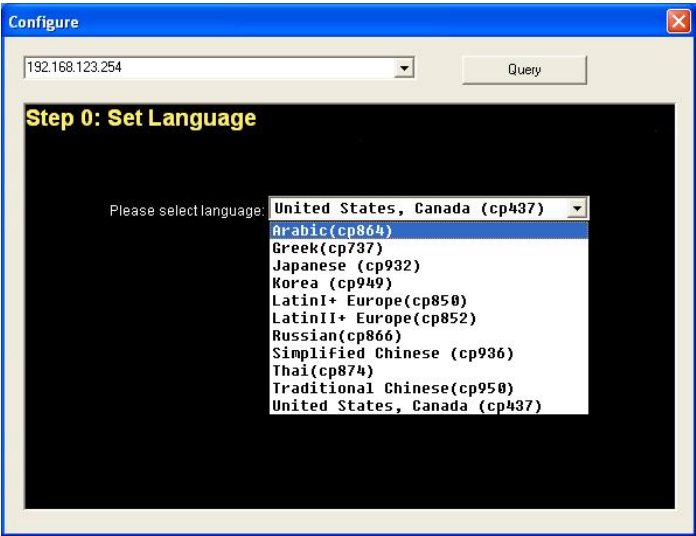 Configure
192.168.123.254
Query
Step 0: Set Language
Please select language: United States, Canada (cp437)
Arabic(cp864)
Greek(cp737)
Japanese (cp932)
Korea (cp949)
LatinI+ Europe(cp850)
LatinII+ Europe(cp852)
Russian(cp866)
Simplified Chinese (cp936)
Thai(cp874)
Traditional Chinese(cp950)
United States, Canada (cp437)